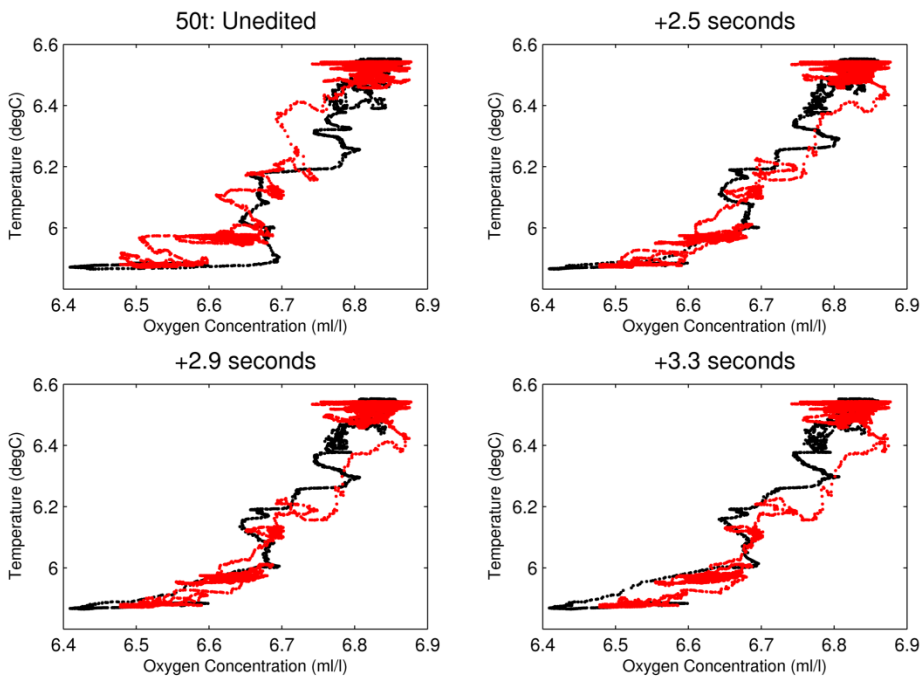 50t: Unedited
6.6
6.4
6.2
6
Temperature (degC)
6.4 6.5 6.6 6.7 6.8 6.9
Oxygen Concentration (ml/l)
+2.5 seconds
6.6
6.4
6.2
6
Temperature (degC)
6.4 6.5 6.6 6.7 6.8 6.9
Oxygen Concentration (ml/l)
+2.9 seconds
6.6
6.4
6.2
6
Temperature (degC)
6.4 6.5 6.6 6.7 6.8 6.9
Oxygen Concentration (ml/l)
+3.3 seconds
6.6
6.4
6.2
6
Temperature (degC)
6.4 6.5 6.6 6.7 6.8 6.9
Oxygen Concentration (ml/l)